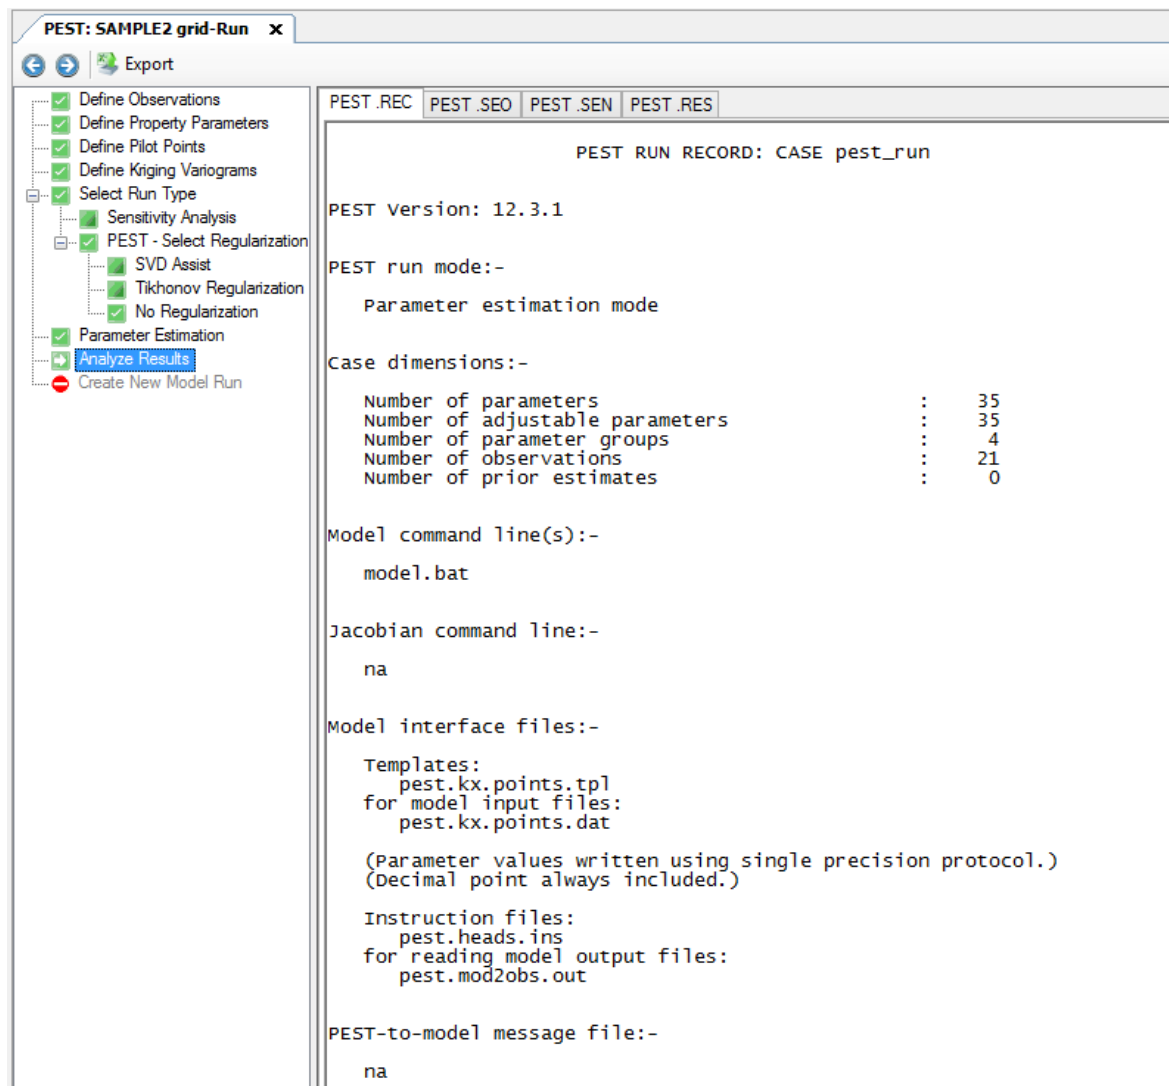 PEST: SAMPLE2 grid-Run x
Export
Define Observations
Define Property Parameters
Define Pilot Points
Define Kriging Variograms
Select Run Type
Sensitivity Analysis
PEST - Select Regularization
SVD Assist
Tikhonov Regularization
No Regularization
Parameter Estimation
Analyze Results
Create New Model Run
PEST .REC PEST .SEO PEST .SEN PEST .RES
PEST RUN RECORD: CASE pest_run
PEST Version: 12.3.1
PEST run mode:-
Parameter estimation mode
Case dimensions:-
Number of parameters : 35
Number of adjustable parameters : 35
Number of parameter groups : 4
Number of observations : 21
Number of prior estimates : 0
Model command line(s):-
model.bat
Jacobian command line:-
na
Model interface files:-
Templates:
pest.kx.points.tpl
for model input files:
pest.kx.points.dat
(Parameter values written using single precision protocol.)
(Decimal point always included.)
Instruction files:
pest.heads.ins
for reading model output files:
pest.mod2obs.out
PEST-to-model message file:-
na